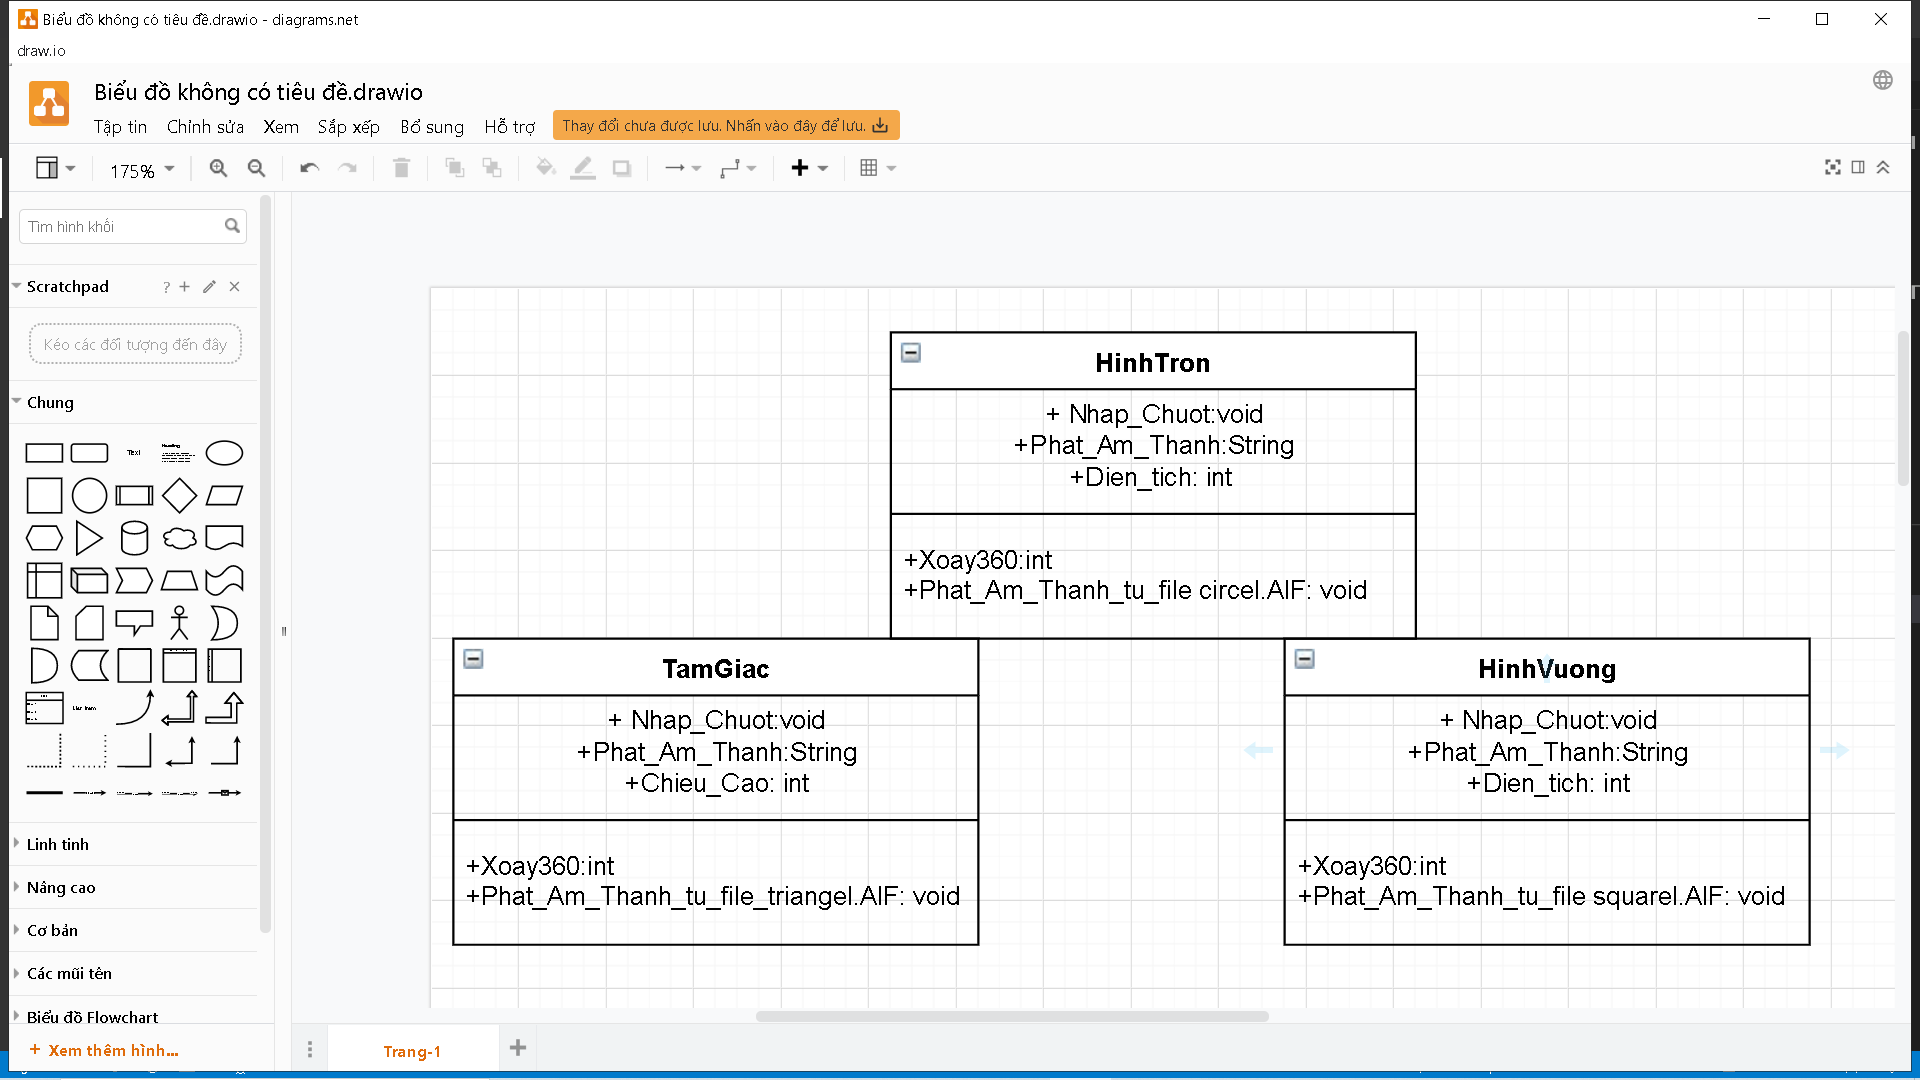 Biểu đồ không có tiêu đề.drawio - diagrams.net
draw.io
Biểu đồ không có tiêu đề.drawio
Tập tin Chỉnh sửa Xem Sắp xếp Bổ sung Hỗ trợ Thay đổi chưa được lưu. Nhấn vào đây để lưu.
175%
Tìm hình khối
Scratchpad ?
Kéo các đối tượng đến đây
Chung
Text
Heading
List
List Item
Linh tinh
Nâng cao
Cơ bản
Các mũi tên
Biểu đồ Flowchart
+ Xem thêm hình...
HinhTron
+ Nhap_Chuot:void
+Phat_Am_Thanh:String
+Dien_tich: int
+Xoay360:int
+Phat_Am_Thanh_tu_file circel.AIF: void
TamGiac
+ Nhap_Chuot:void
+Phat_Am_Thanh:String
+Chieu_Cao: int
+Xoay360:int
+Phat_Am_Thanh_tu_file_triangel.AIF: void
HinhVuong
+ Nhap_Chuot:void
+Phat_Am_Thanh:String
+Dien_tich: int
+Xoay360:int
+Phat_Am_Thanh_tu_file squarel.AIF: void
Trang-1